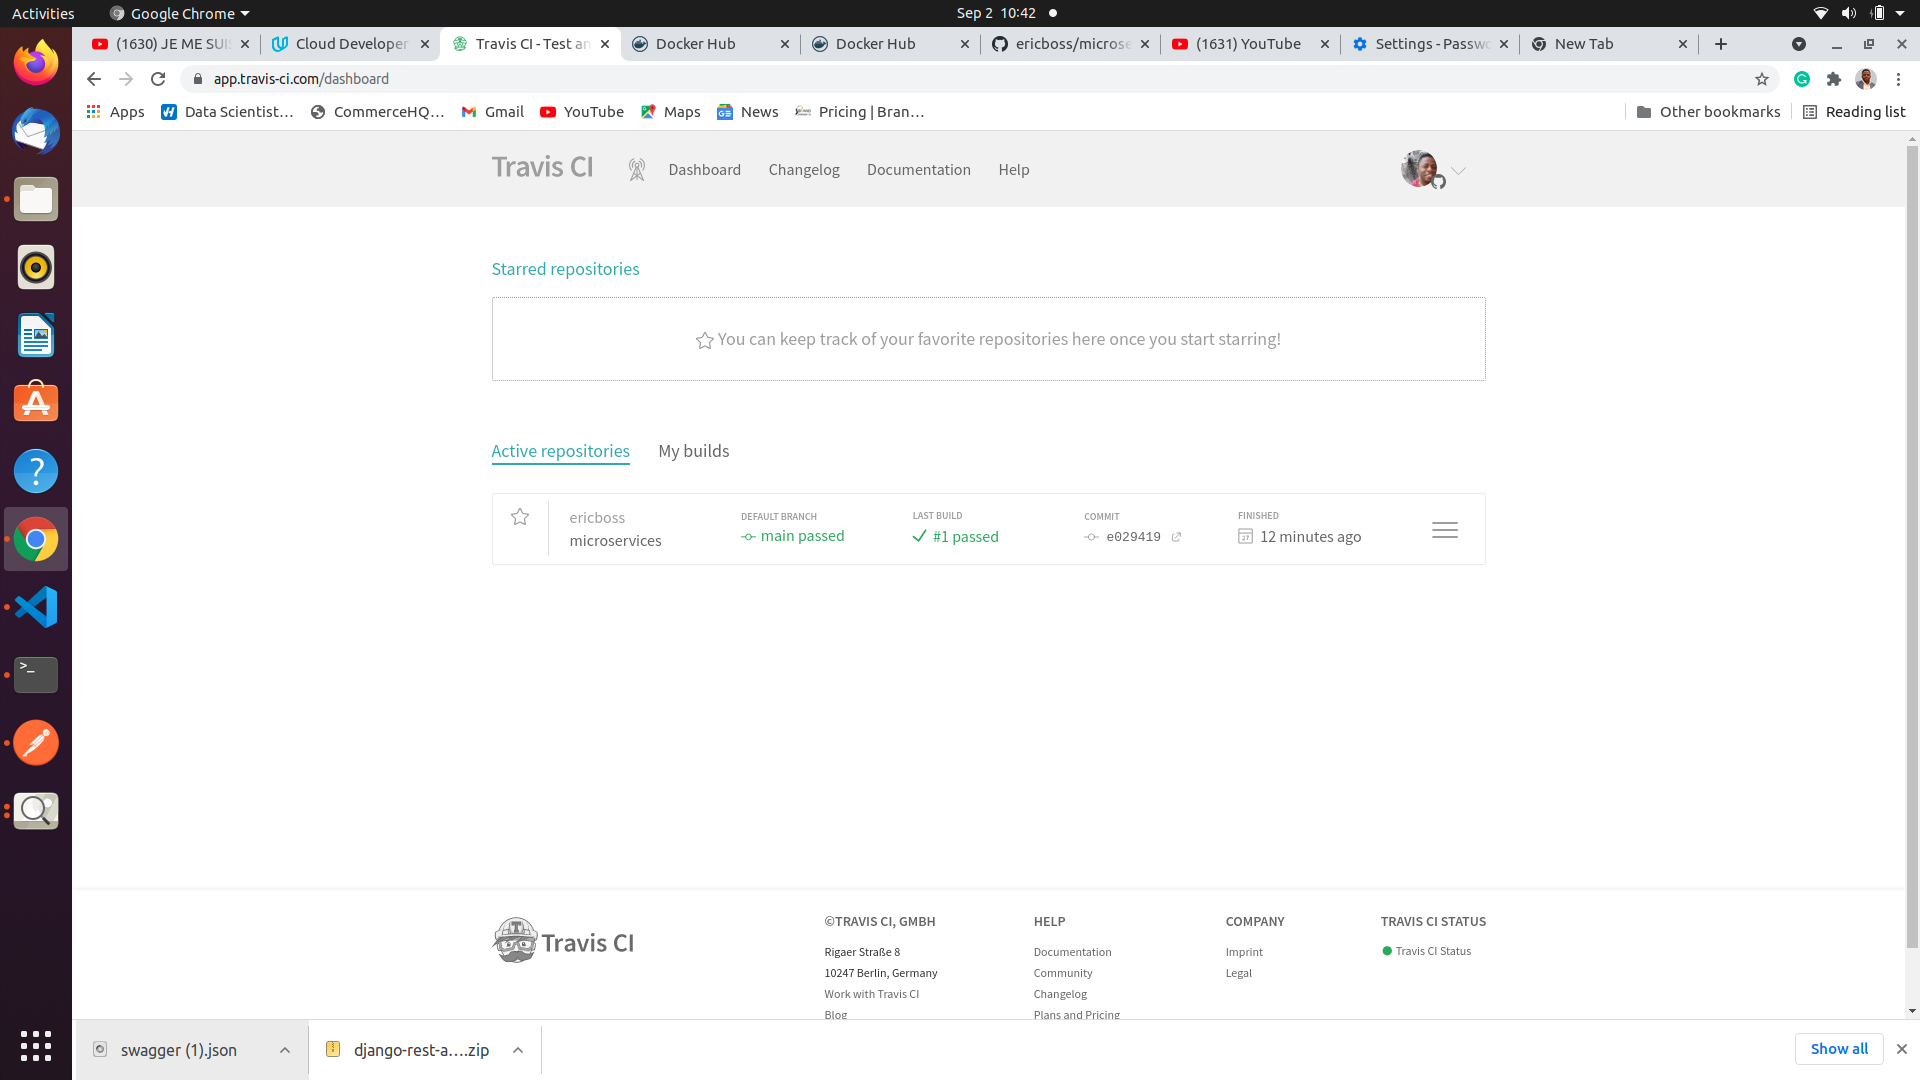 Activities Google Chrome Sep 2 10:42
(1630) JE ME SUIS Cloud Developer Travis CI - Test an Docker Hub Docker Hub ericboss/microse (1631) YouTube Settings - Passwo New Tab
app.travis-ci.com/dashboard
Apps Data Scientist… CommerceHQ… Gmail YouTube Maps News Pricing | Bran… Other bookmarks Reading list
Travis CI Dashboard Changelog Documentation Help
Starred repositories
You can keep track of your favorite repositories here once you start starring!
Active repositories My builds
ericboss
microservices
DEFAULT BRANCH
main passed
LAST BUILD
#1 passed
COMMIT
e029419
FINISHED
12 minutes ago
Travis CI
©TRAVIS CI, GMBH
Rigaer Straße 8
10247 Berlin, Germany
Work with Travis CI
Blog
HELP
Documentation
Community
Changelog
Plans and Pricing
COMPANY
Imprint
Legal
TRAVIS CI STATUS
Travis CI Status
swagger (1).json django-rest-a....zip Show all